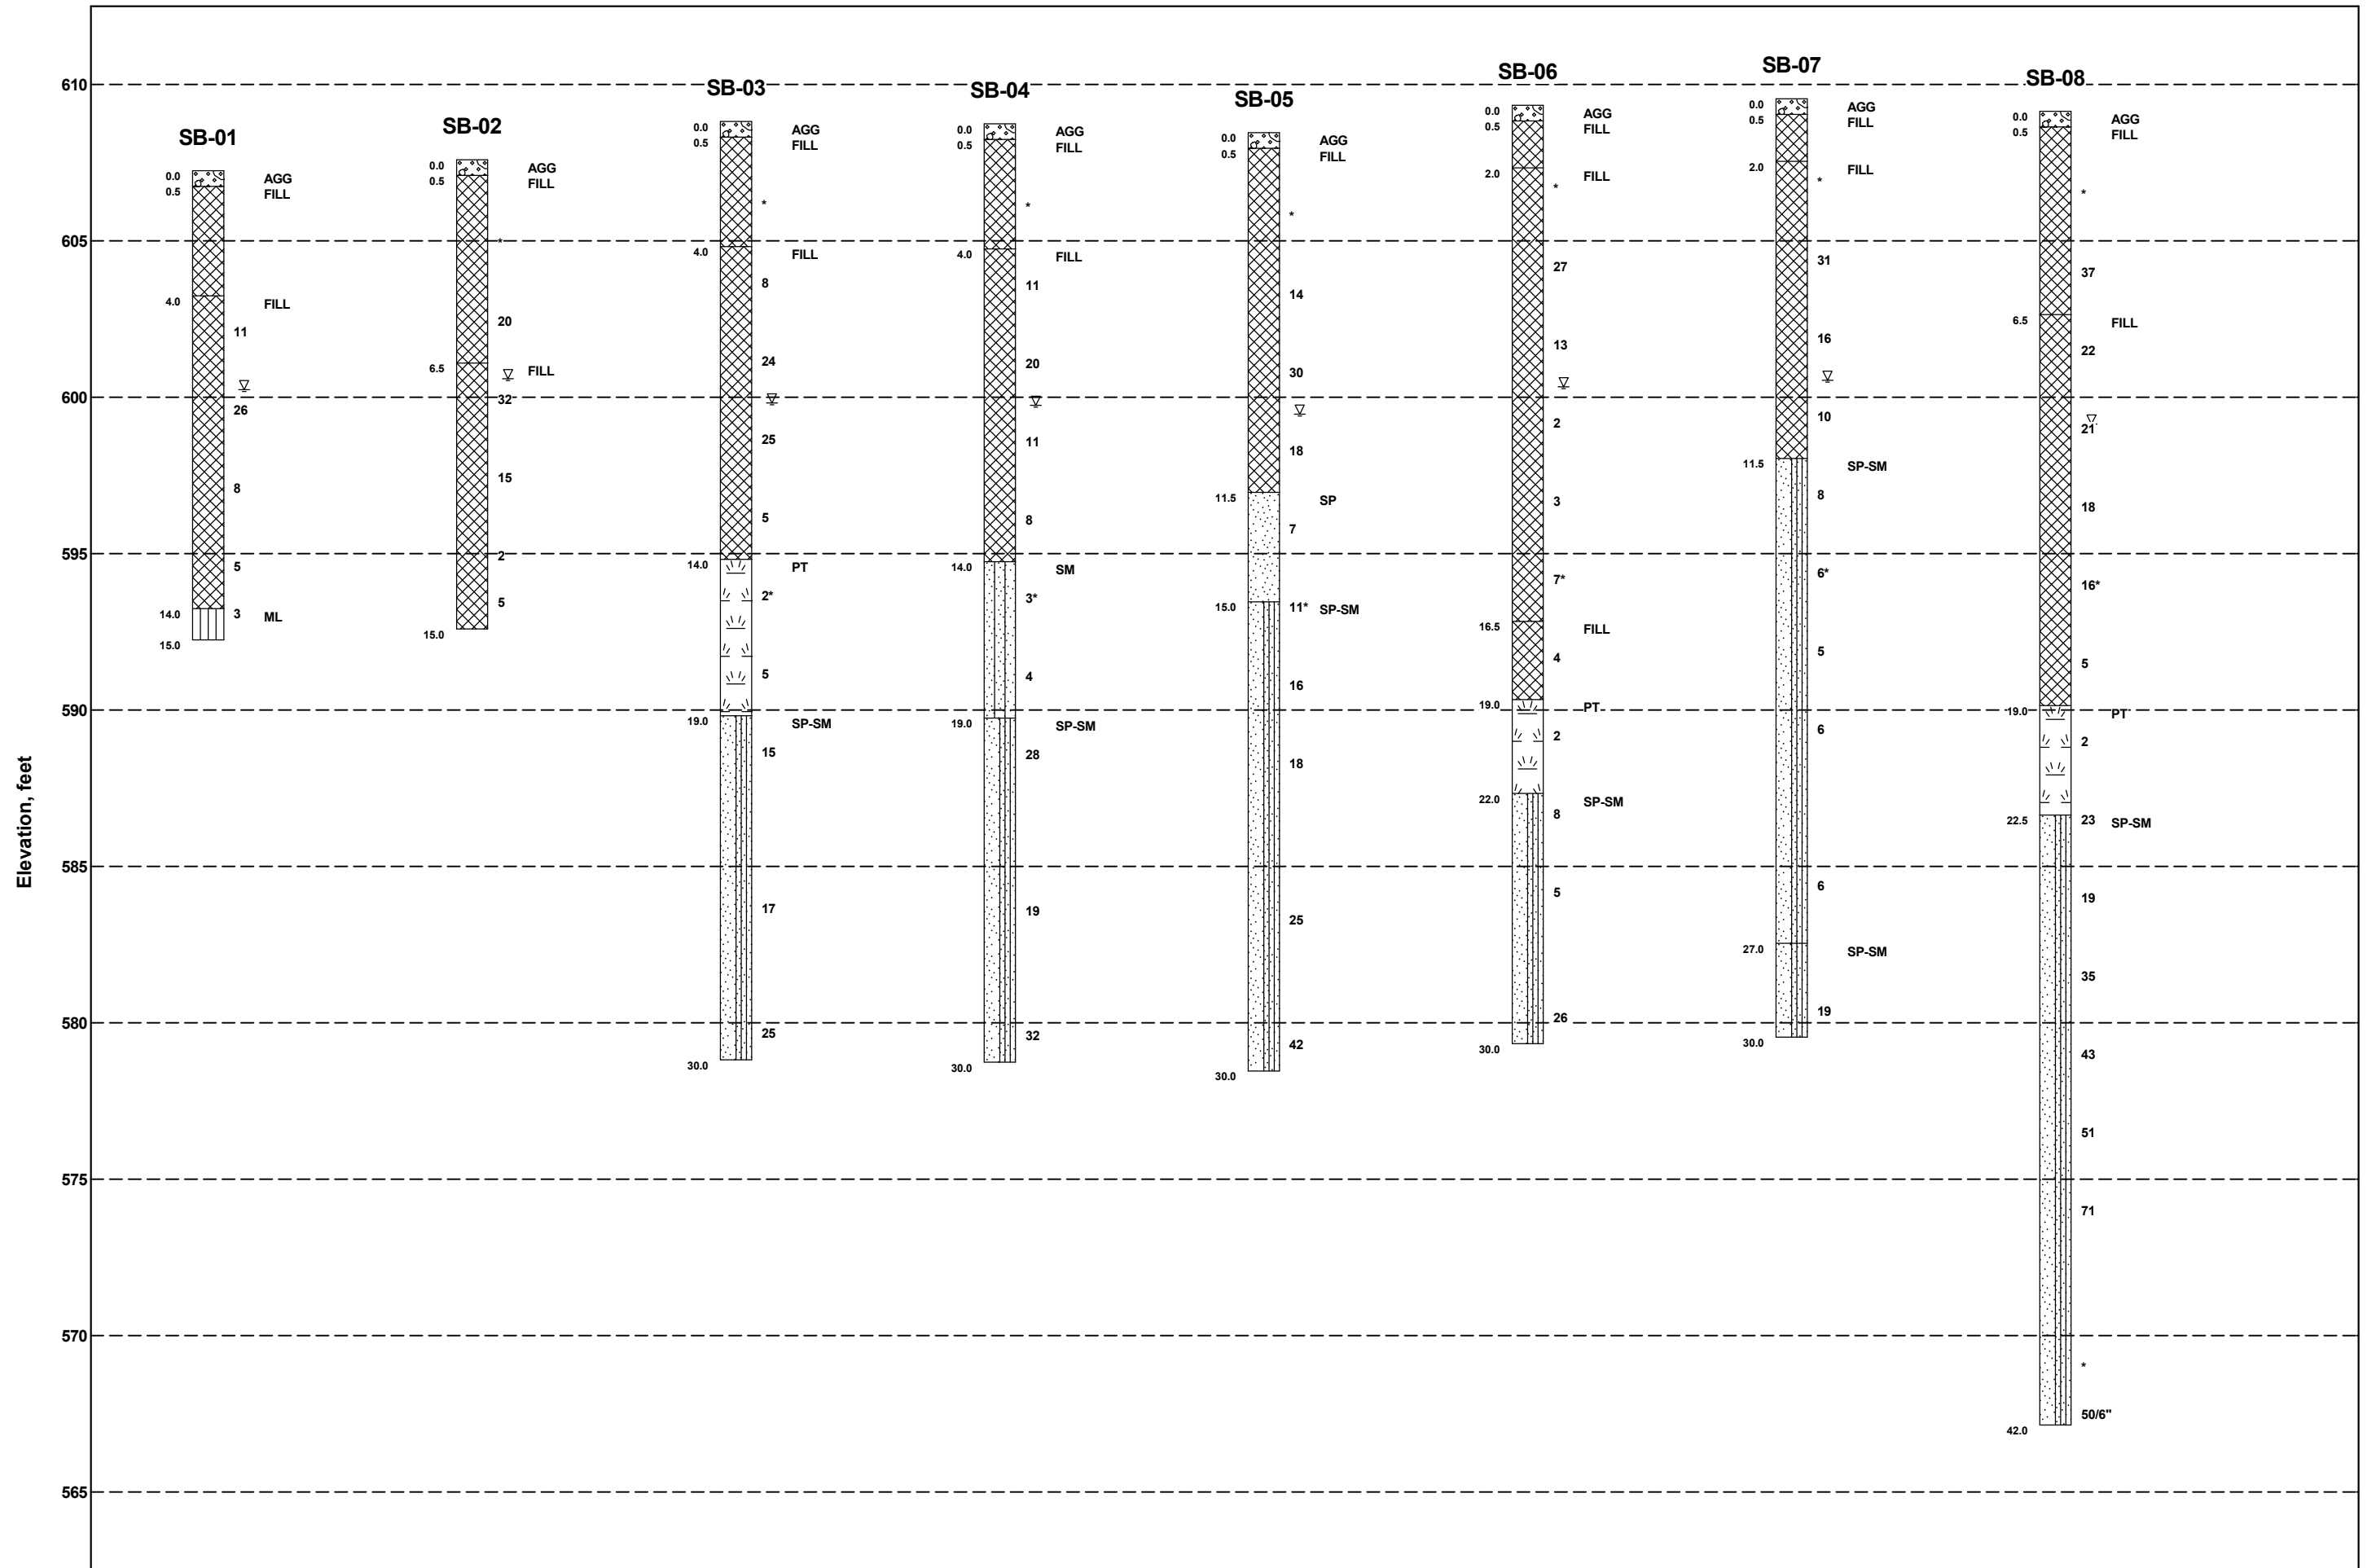 Elevation, feet
610
605
600
595
590
585
580
575
570
565
SB-01
0.0
AGG
0.5
FILL
4.0
FILL
11
26
8
5
14.0
3
ML
15.0
SB-02
0.0
AGG
0.5
FILL
*
20
6.5
FILL
32
15
2
5
15.0
SB-03
0.0
AGG
0.5
FILL
*
4.0
FILL
8
24
25
5
14.0
PT
2*
5
19.0
SP-SM
15
17
25
30.0
SB-04
0.0
AGG
0.5
FILL
*
4.0
FILL
11
20
11
8
14.0
SM
3*
4
19.0
SP-SM
28
19
32
30.0
SB-05
0.0
AGG
0.5
FILL
*
14
30
18
11.5
SP
7
15.0
11*
SP-SM
16
18
25
42
30.0
SB-06
0.0
AGG
0.5
FILL
2.0
FILL
*
27
13
2
3
7*
16.5
FILL
4
19.0
PT
2
22.0
SP-SM
8
5
26
30.0
SB-07
0.0
AGG
0.5
FILL
2.0
FILL
*
31
16
10
11.5
SP-SM
8
6*
5
6
6
27.0
SP-SM
19
30.0
SB-08
0.0
AGG
0.5
FILL
*
37
6.5
FILL
22
21
18
16*
5
19.0
PT
2
22.5
23
SP-SM
19
35
43
51
71
*
50/6"
42.0